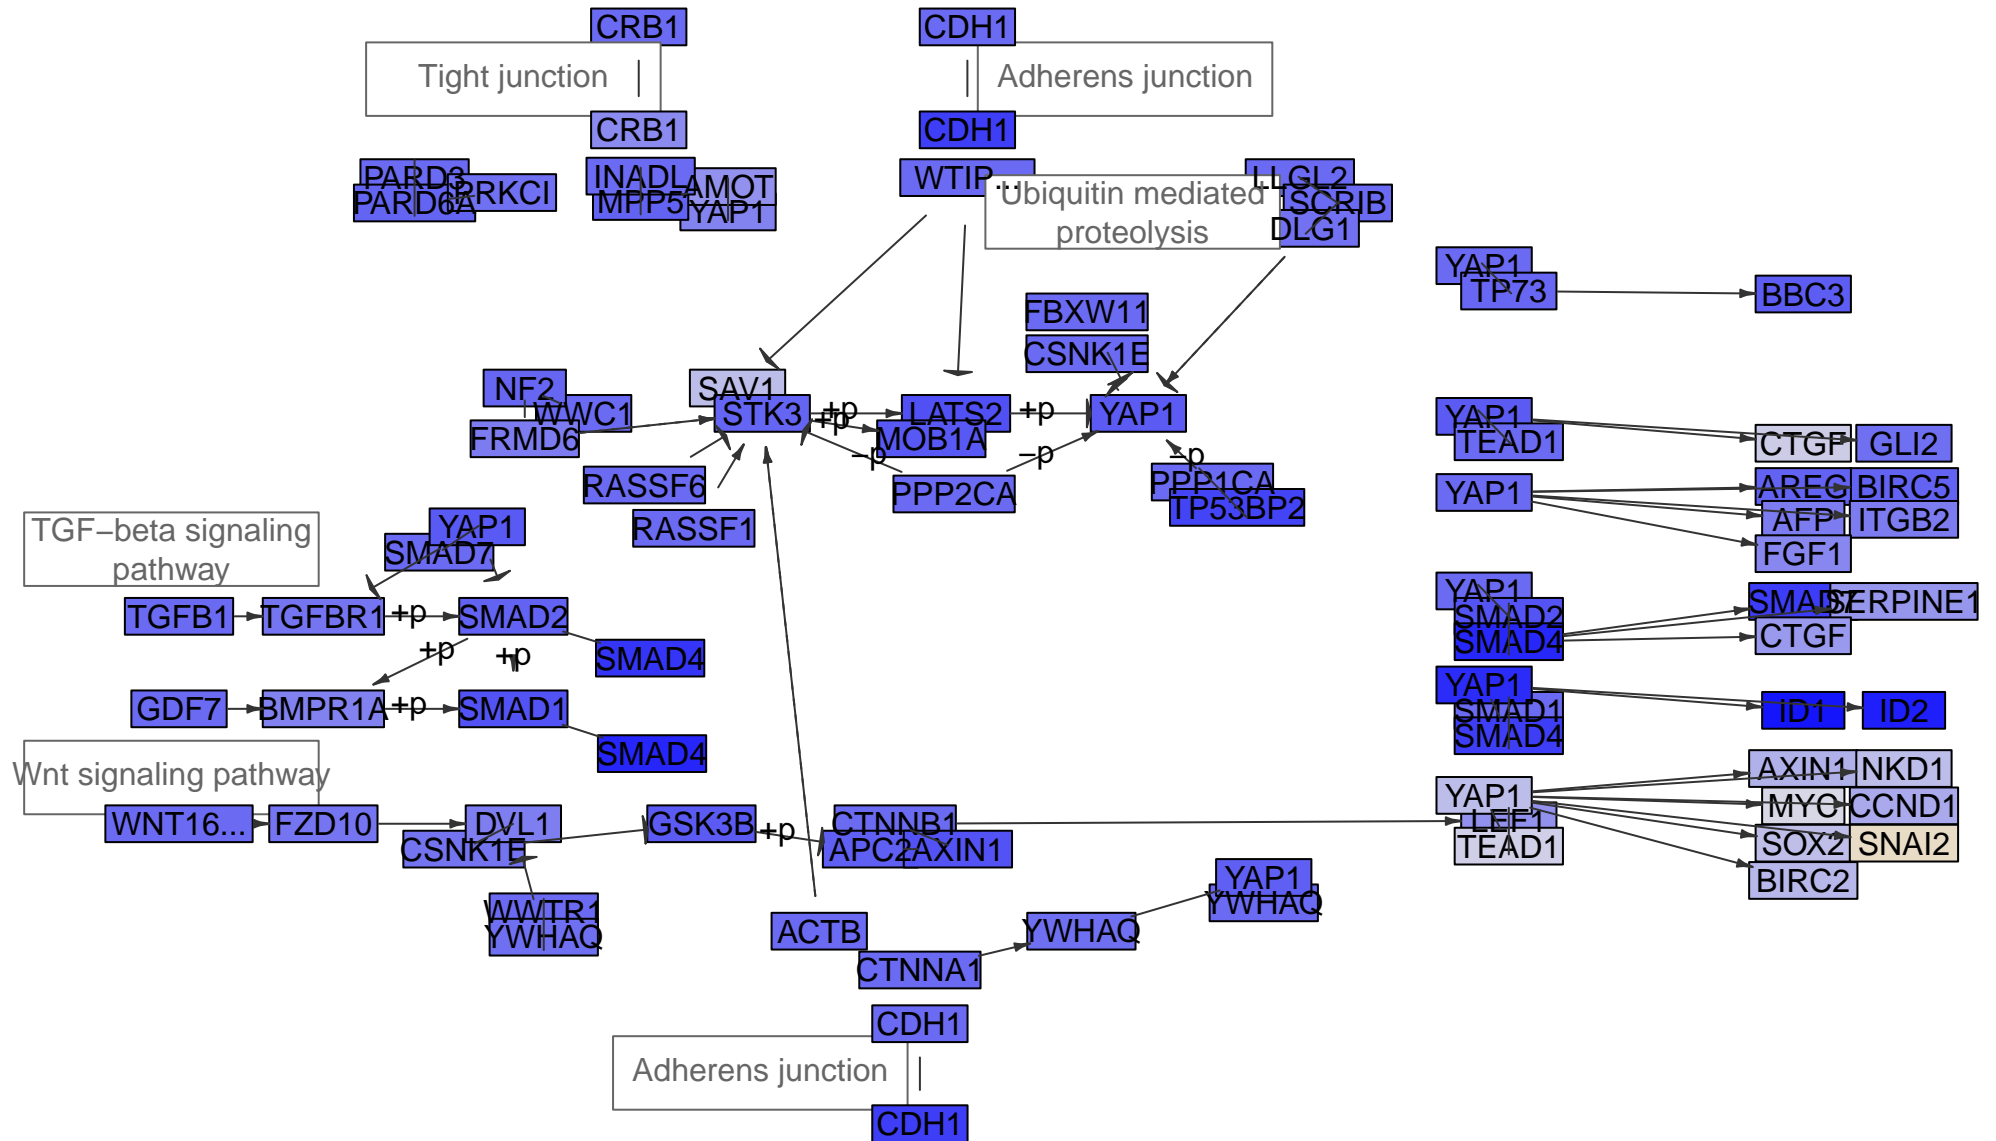 CRB1
CDH1
Tight junction
Adherens junction
CRB1
CDH1
PARD3
PARD6A
PRKCI
INADL
MPP5
AMOT
YAP1
WTIP...
Ubiquitin mediated
proteolysis
LLGL2
SCRIB
DLG1
YAP1
TP73
BBC3
FBXW11
CSNK1E
NF2
WWC1
FRMD6
SAV1
STK3
+p
+p
LATS2
MOB1A
+p
YAP1
−p
−p
−p
RASSF6
RASSF1
PPP2CA
PPP1CA
TP53BP2
YAP1
TEAD1
CTGF
GLI2
YAP1
AREG
BIRC5
AFP
ITGB2
FGF1
TGF−beta signaling
pathway
YAP1
SMAD7
TGFB1
TGFBR1
+p
SMAD2
SMAD4
+p
+p
GDF7
BMPR1A
+p
SMAD1
SMAD4
YAP1
SMAD2
SMAD4
SMAD7
SERPINE1
CTGF
YAP1
SMAD1
SMAD4
ID1
ID2
Wnt signaling pathway
WNT16...
FZD10
DVL1
CSNK1E
GSK3B
+p
CTNNB1
APC2
AXIN1
YAP1
LEF1
TEAD1
AXIN1
NKD1
MYC
CCND1
SOX2
SNAI2
BIRC2
WWTR1
YWHAQ
ACTB
CTNNA1
YWHAQ
YAP1
YWHAQ
CDH1
Adherens junction
CDH1